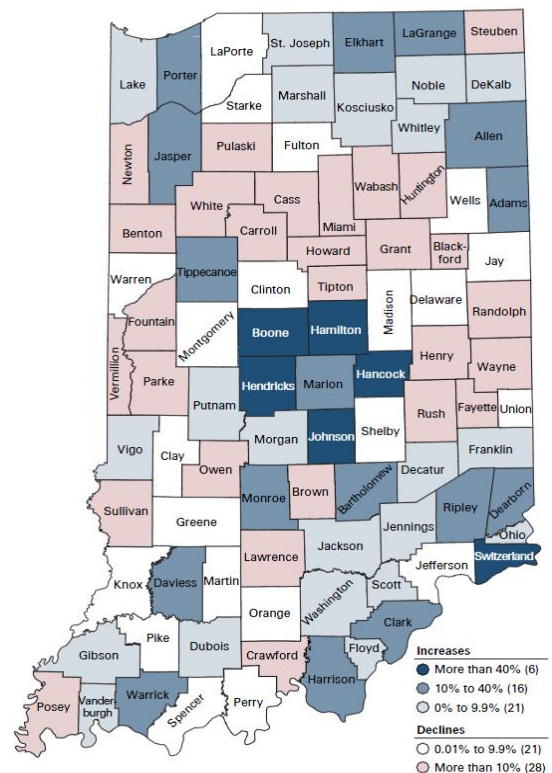 LaPorte
St. Joseph
Elkhart
LaGrange
Steuben
Lake
Porter
Noble
DeKalb
Starke
Marshall
Kosciusko
Whitley
Allen
Newton
Jasper
Pulaski
Fulton
Wabash
Huntington
Wells
Adams
White
Cass
Miami
Benton
Carroll
Howard
Grant
Black-
ford
Jay
Warren
Tippecanoe
Clinton
Tipton
Madison
Delaware
Randolph
Fountain
Montgomery
Boone
Hamilton
Vermillion
Parke
Hendricks
Marion
Hancock
Henry
Wayne
Putnam
Rush
Fayette
Union
Vigo
Clay
Morgan
Johnson
Shelby
Franklin
Owen
Decatur
Sullivan
Monroe
Brown
Bartholomew
Ripley
Dearborn
Greene
Jennings
Ohio
Lawrence
Jackson
Switzerland
Knox
Daviess
Martin
Jefferson
Scott
Washington
Orange
Clark
Pike
Dubois
Gibson
Crawford
Floyd
Harrison
Posey
Vander-
burgh
Warrick
Spencer
Perry
Increases
More than 40% (6)
10% to 40% (16)
0% to 9.9% (21)
Declines
0.01% to 9.9% (21)
More than 10% (28)